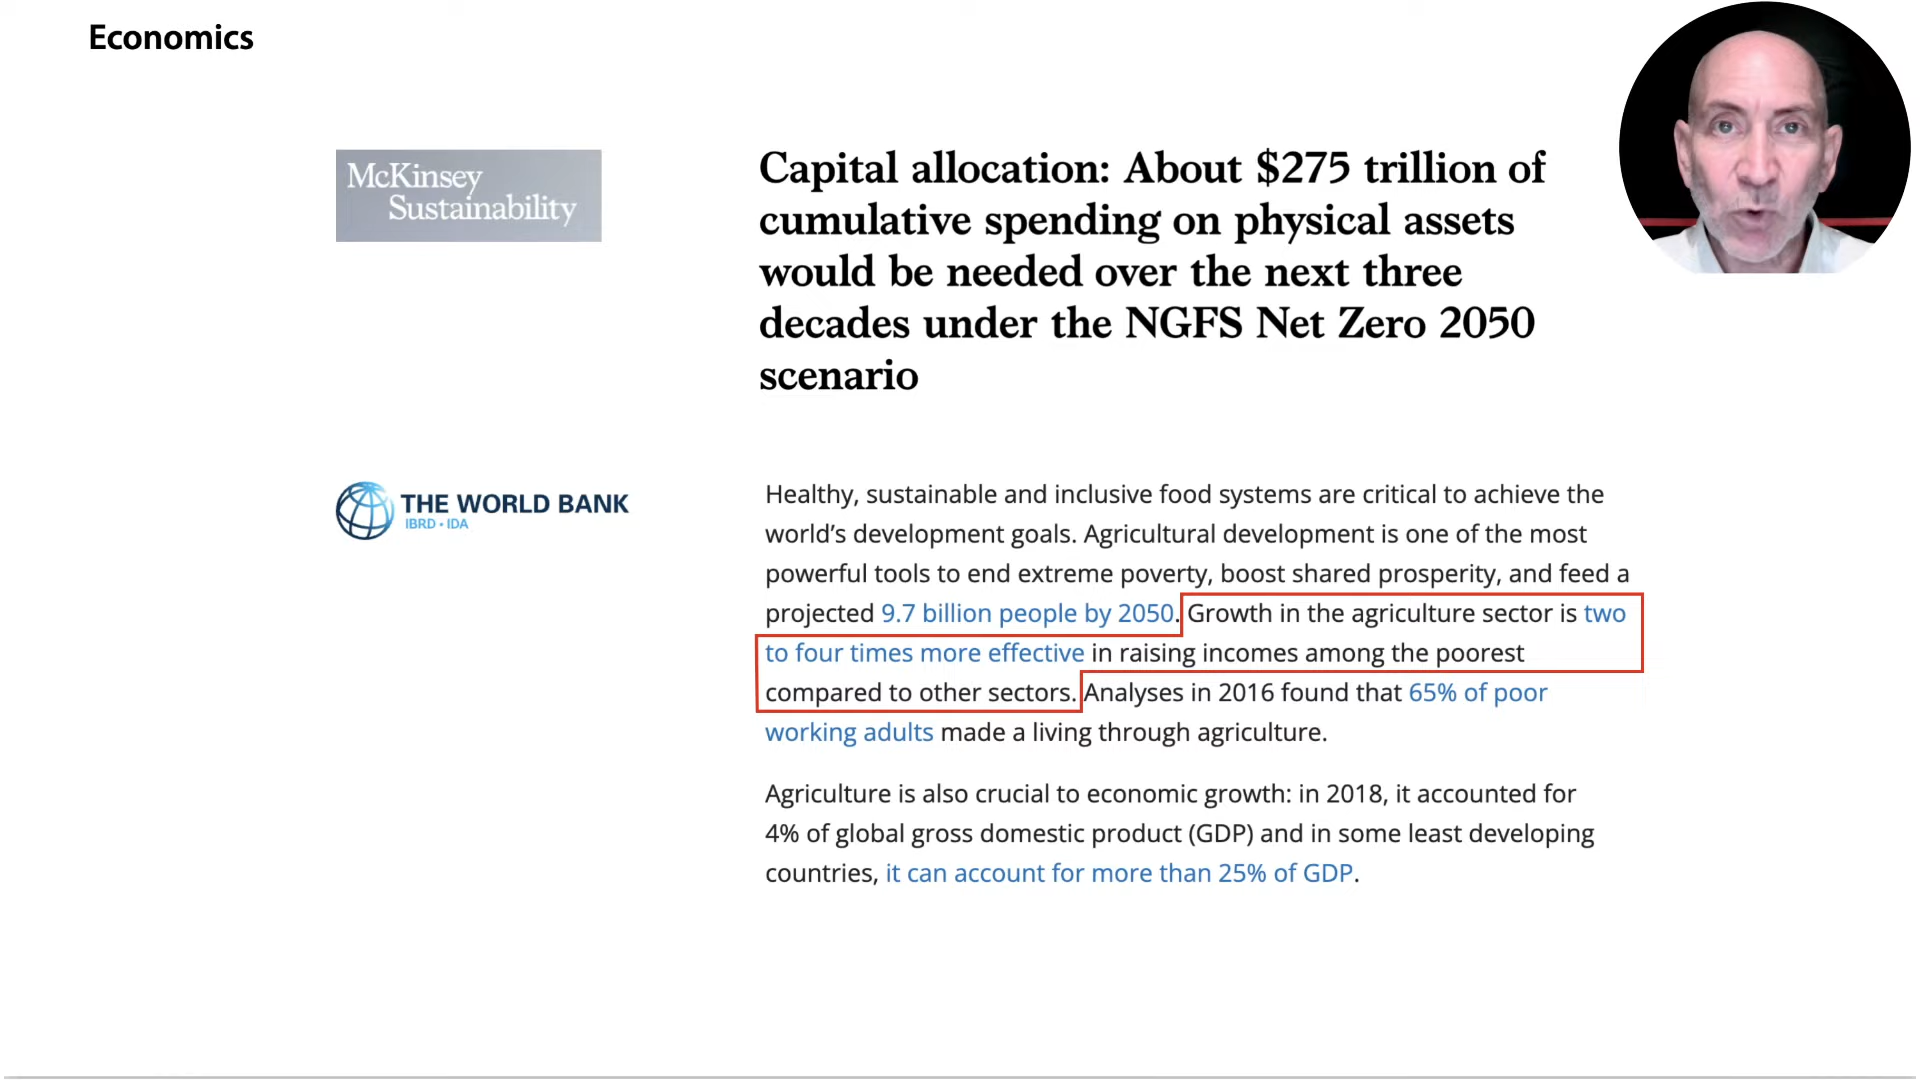 Economics
McKinsey
Sustainability
Capital allocation: About $275 trillion of
cumulative spending on physical assets
would be needed over the next three
decades under the NGFS Net Zero 2050
scenario
THE WORLD BANK
IBRD • IDA
Healthy, sustainable and inclusive food systems are critical to achieve the
world’s development goals. Agricultural development is one of the most
powerful tools to end extreme poverty, boost shared prosperity, and feed a
projected 9.7 billion people by 2050. Growth in the agriculture sector is two
to four times more effective in raising incomes among the poorest
compared to other sectors. Analyses in 2016 found that 65% of poor
working adults made a living through agriculture.
Agriculture is also crucial to economic growth: in 2018, it accounted for
4% of global gross domestic product (GDP) and in some least developing
countries, it can account for more than 25% of GDP.